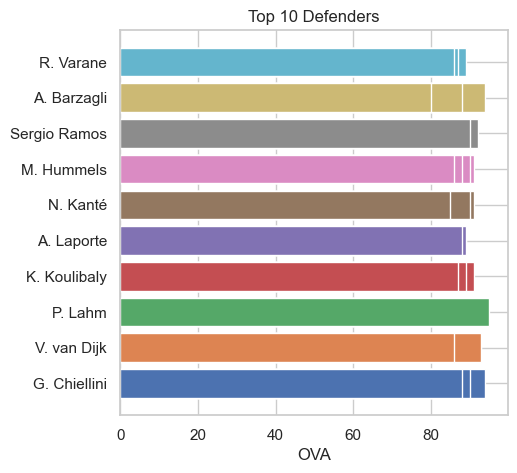 Top 10 Defenders
R. Varane
A. Barzagli
Sergio Ramos
M. Hummels
N. Kanté
A. Laporte
K. Koulibaly
P. Lahm
V. van Dijk
G. Chiellini
0 20 40 60 80
OVA